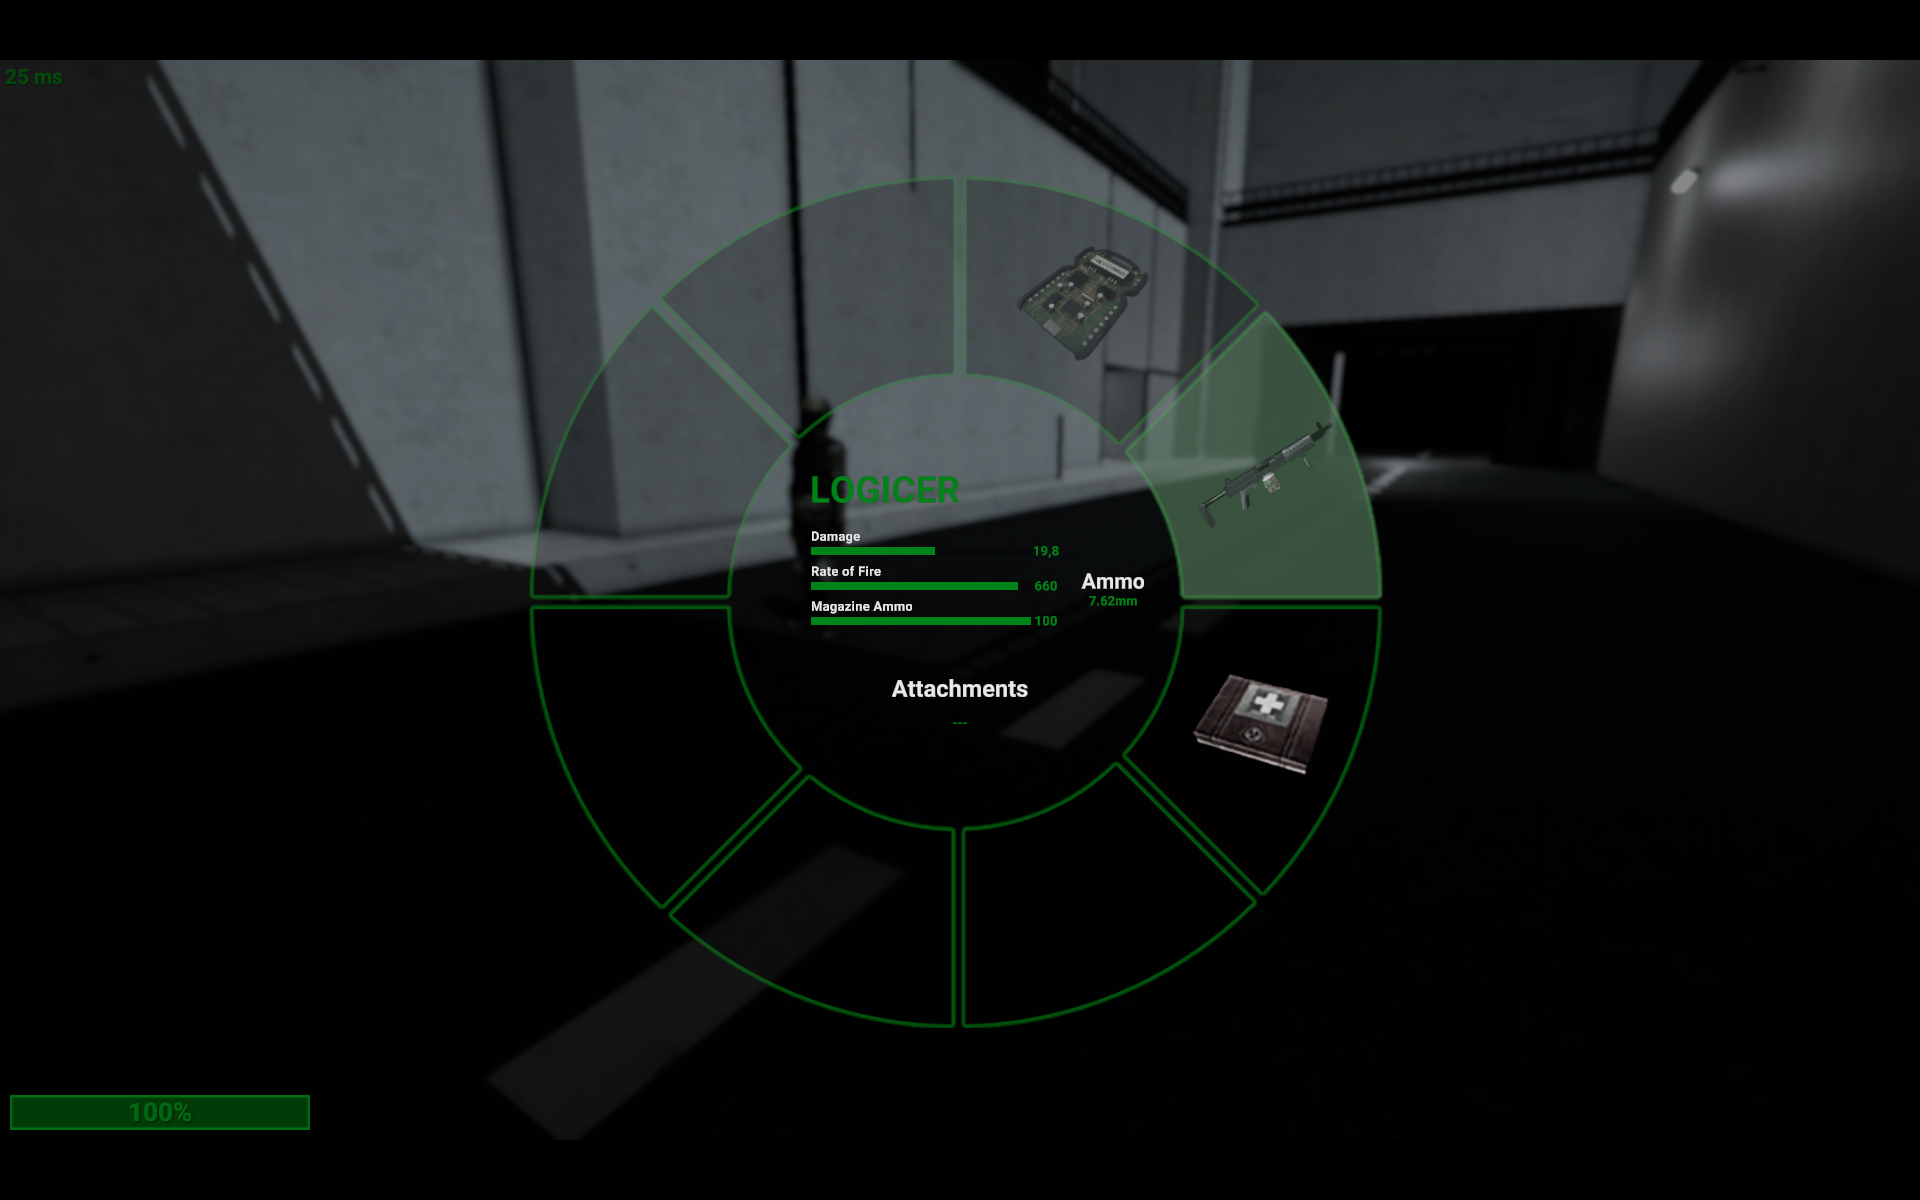 25 ms
LOGICER
Damage
19,8
Rate of Fire
660
Magazine Ammo
100
Ammo
7.62mm
Attachments
---
100%